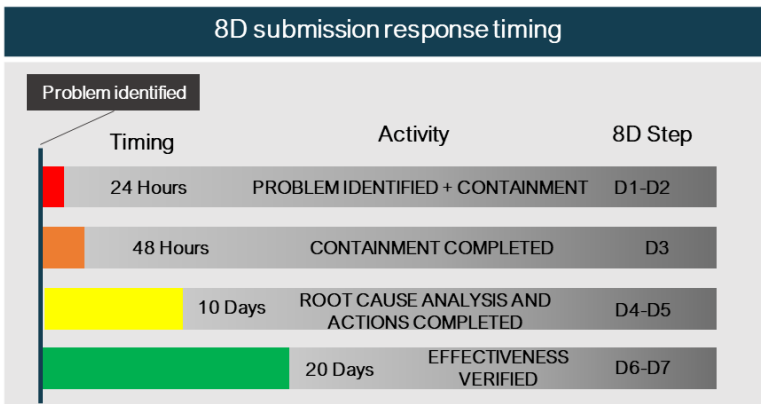 8D submission response timing
Problem identified
Timing Activity 8D Step
24 Hours PROBLEM IDENTIFIED + CONTAINMENT D1-D2
48 Hours CONTAINMENT COMPLETED D3
10 Days ROOT CAUSE ANALYSIS AND
ACTIONS COMPLETED D4-D5
20 Days EFFECTIVENESS
VERIFIED D6-D7